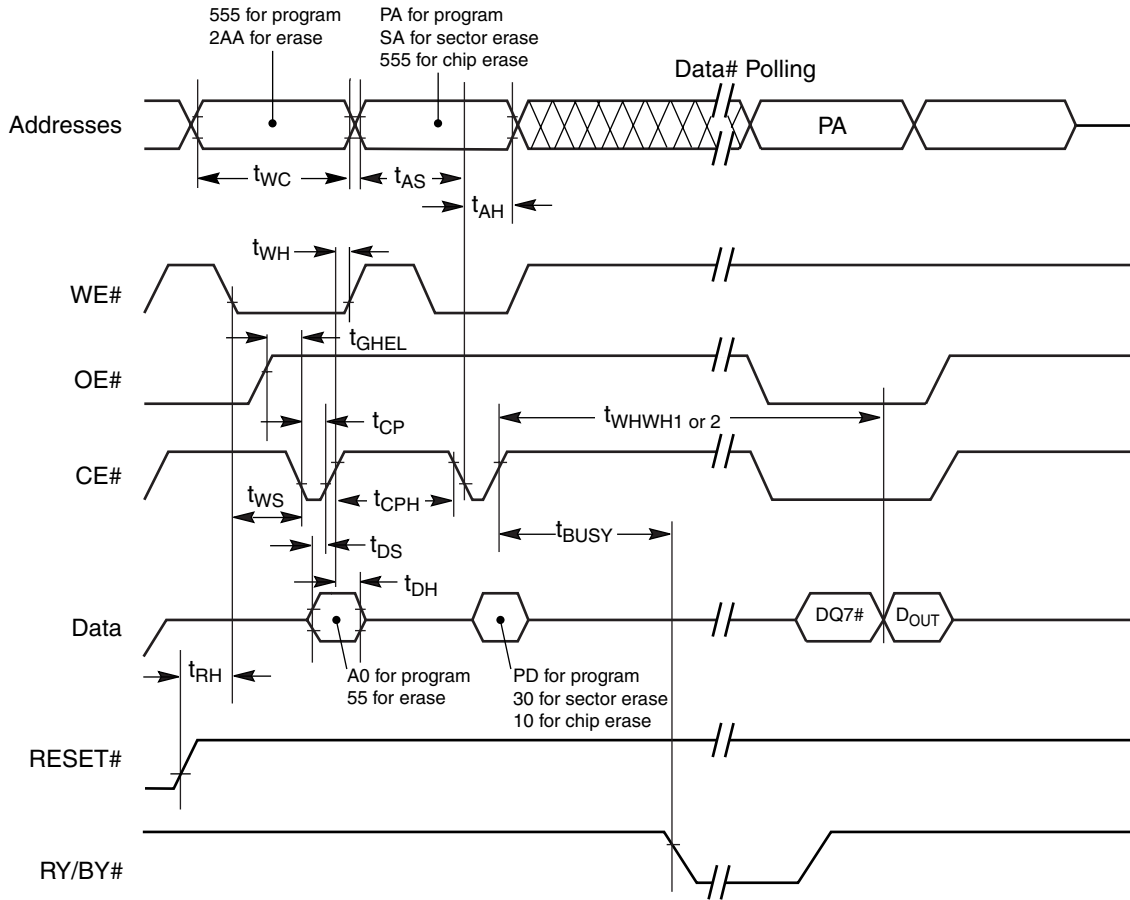 555 for program
2AA for erase
PA for program
SA for sector erase
555 for chip erase
Data# Polling
Addresses
PA
tWC
tAS
tAH
tWH
WE#
tGHEL
OE#
tWHWH1 or 2
tCP
CE#
tWS
tCPH
tBUSY
tDS
tDH
Data
DQ7#
DOUT
tRH
A0 for program
55 for erase
PD for program
30 for sector erase
10 for chip erase
RESET#
RY/BY#